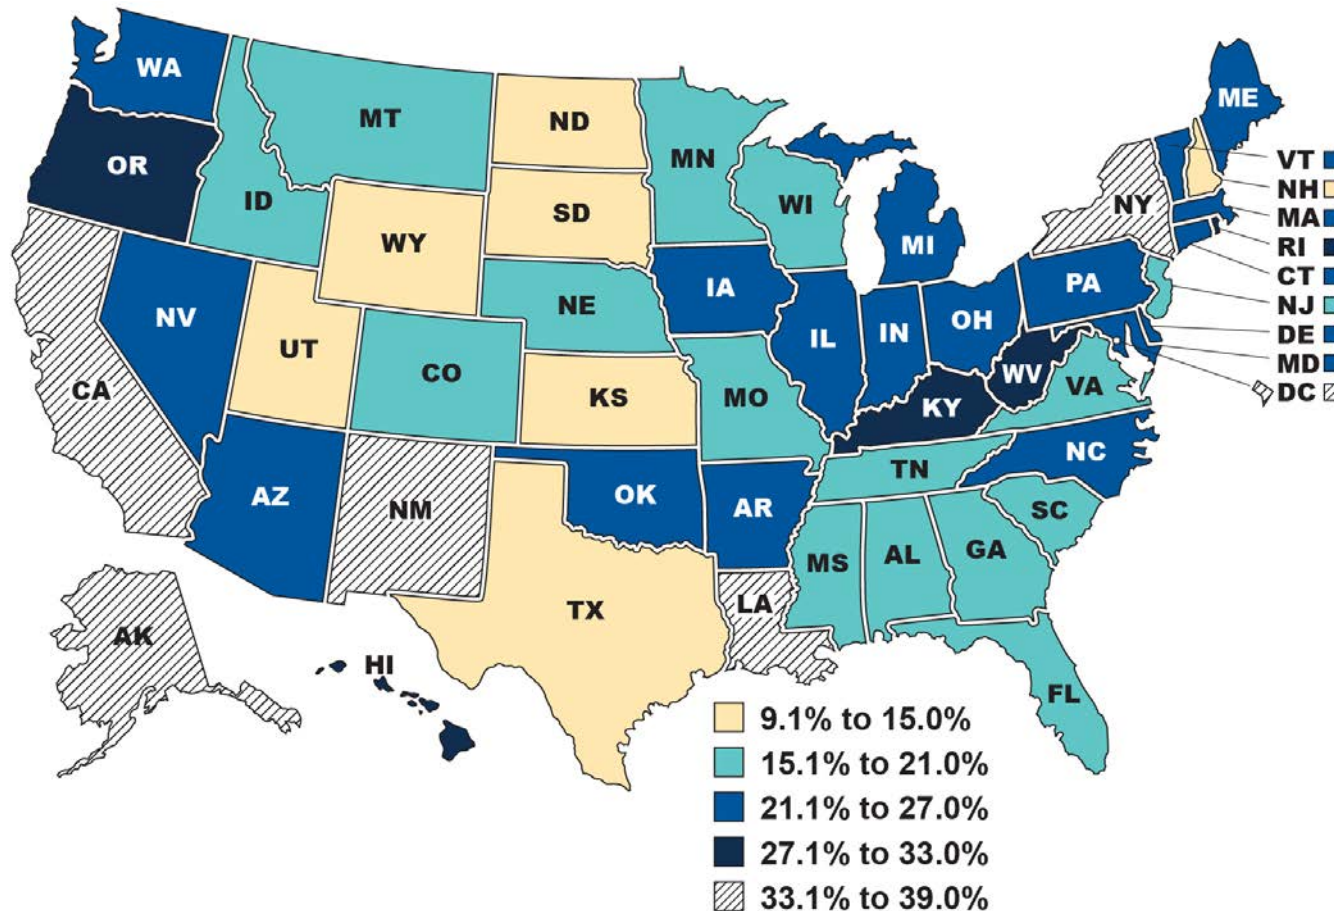 WA
MT
ND
MN
ME
OR
ID
WY
SD
WI
MI
NY
VT
NH
MA
RI
CT
NJ
DE
MD
DC
NV
UT
CO
NE
IA
IL
IN
OH
PA
WV
VA
CA
KS
MO
KY
NC
AZ
NM
OK
AR
TN
SC
MS
AL
GA
TX
LA
AK
HI
FL
9.1% to 15.0%
15.1% to 21.0%
21.1% to 27.0%
27.1% to 33.0%
33.1% to 39.0%